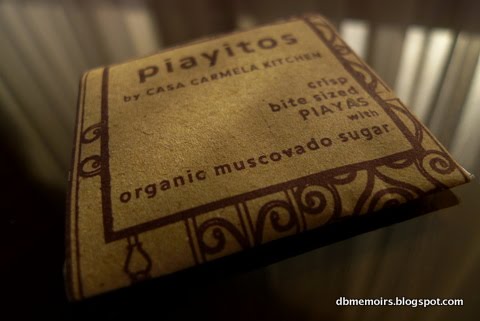 piayitos
by CASA CARMELA KITCHEN
crisp
bite sized
PIAYAS
with
organic muscovado sugar
dbmemoirs.blogspot.com